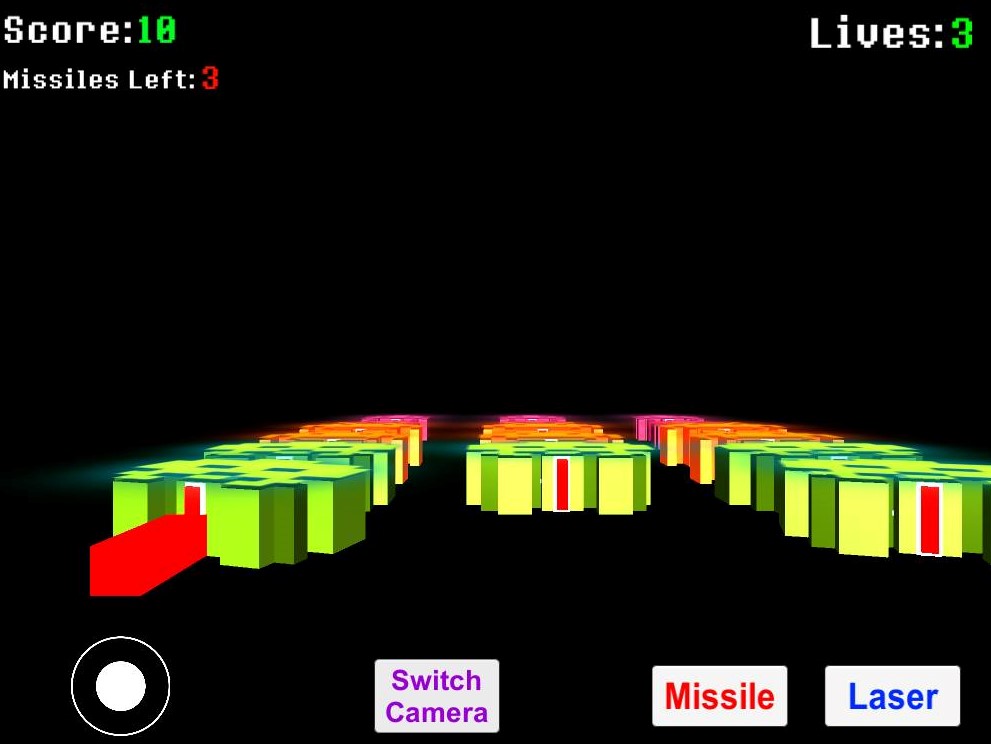 Score:10
Lives:3
Missiles Left: 3
Switch
Camera
Missile
Laser